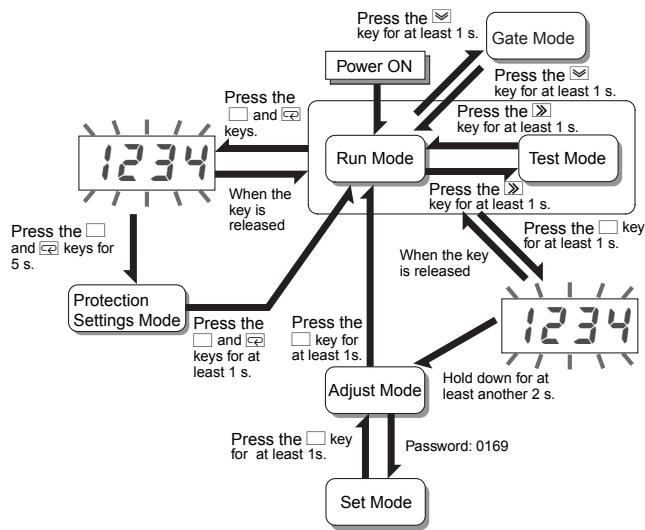 Press the
key for at least 1 s.
Gate Mode
Power ON
Press the
key for at least 1 s.
Press the
and
keys.
Press the
key for at least 1 s.
1234
Run Mode
Test Mode
When the
key is
released
Press the
key for at least 1 s.
Press the
and keys for
5 s.
When the key
is released
Press the key
for at least 1 s.
Protection
Settings Mode
Press the
and
keys for at
least 1 s.
Press the
key for
at least 1s.
1234
Adjust Mode
Hold down for at
least another 2 s.
Press the key
for at least 1s.
Password: 0169
Set Mode